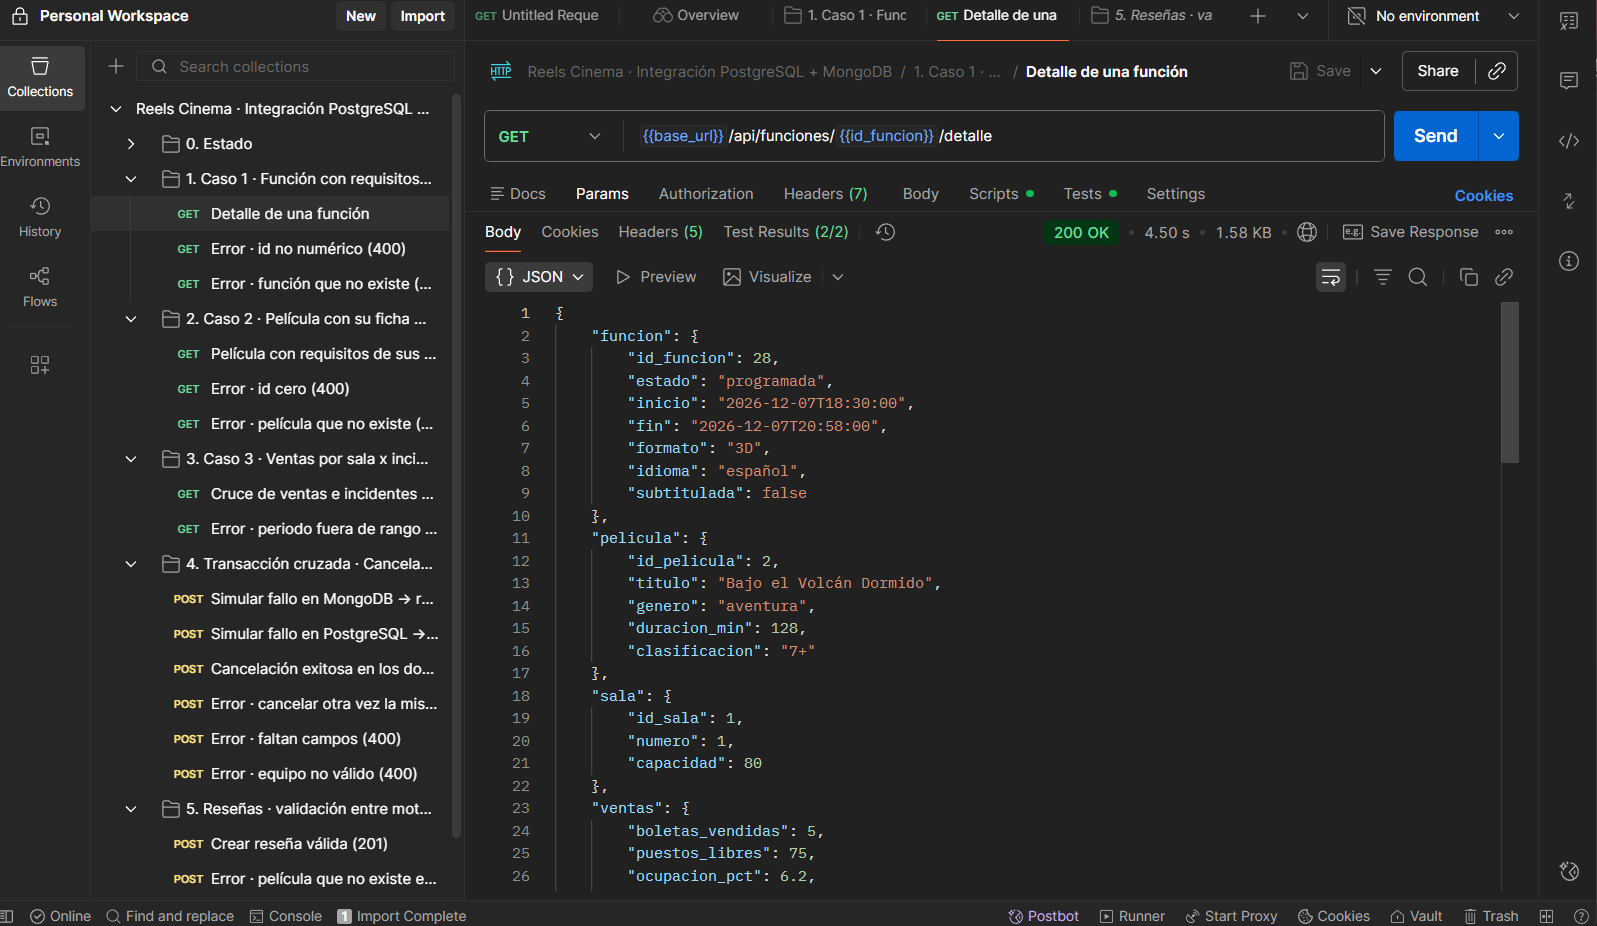 Personal Workspace
New
Import
GET Untitled Reque
Overview
1. Caso 1 · Func
GET Detalle de una
5. Reseñas · va
No environment
Collections
Environments
History
Flows
Search collections
Reels Cinema · Integración PostgreSQL ...
0. Estado
1. Caso 1 · Función con requisitos...
GET Detalle de una función
GET Error · id no numérico (400)
GET Error · función que no existe (...
2. Caso 2 · Película con su ficha ...
GET Película con requisitos de sus ...
GET Error · id cero (400)
GET Error · película que no existe (...
3. Caso 3 · Ventas por sala x inci...
GET Cruce de ventas e incidentes ...
GET Error · periodo fuera de rango ...
4. Transacción cruzada · Cancela...
POST Simular fallo en MongoDB → r...
POST Simular fallo en PostgreSQL →...
POST Cancelación exitosa en los do...
POST Error · cancelar otra vez la mis...
POST Error · faltan campos (400)
POST Error · equipo no válido (400)
5. Reseñas · validación entre mot...
POST Crear reseña válida (201)
POST Error · película que no existe e...
HTTP Reels Cinema · Integración PostgreSQL + MongoDB / 1. Caso 1 · ... / Detalle de una función
Save
Share
GET
{{base_url}} /api/funciones/ {{id_funcion}} /detalle
Send
Docs Params Authorization Headers (7) Body Scripts Tests Settings
Cookies
Body Cookies Headers (5) Test Results (2/2)
200 OK • 4.50 s • 1.58 KB •
e.g. Save Response
{} JSON
Preview
Visualize
1 {
2 "funcion": {
3 "id_funcion": 28,
4 "estado": "programada",
5 "inicio": "2026-12-07T18:30:00",
6 "fin": "2026-12-07T20:58:00",
7 "formato": "3D",
8 "idioma": "español",
9 "subtitulada": false
10 },
11 "pelicula": {
12 "id_pelicula": 2,
13 "titulo": "Bajo el Volcán Dormido",
14 "genero": "aventura",
15 "duracion_min": 128,
16 "clasificacion": "7+"
17 },
18 "sala": {
19 "id_sala": 1,
20 "numero": 1,
21 "capacidad": 80
22 },
23 "ventas": {
24 "boletas_vendidas": 5,
25 "puestos_libres": 75,
26 "ocupacion_pct": 6.2,
Online
Find and replace
Console
1 Import Complete
Postbot
Runner
Start Proxy
Cookies
Vault
Trash